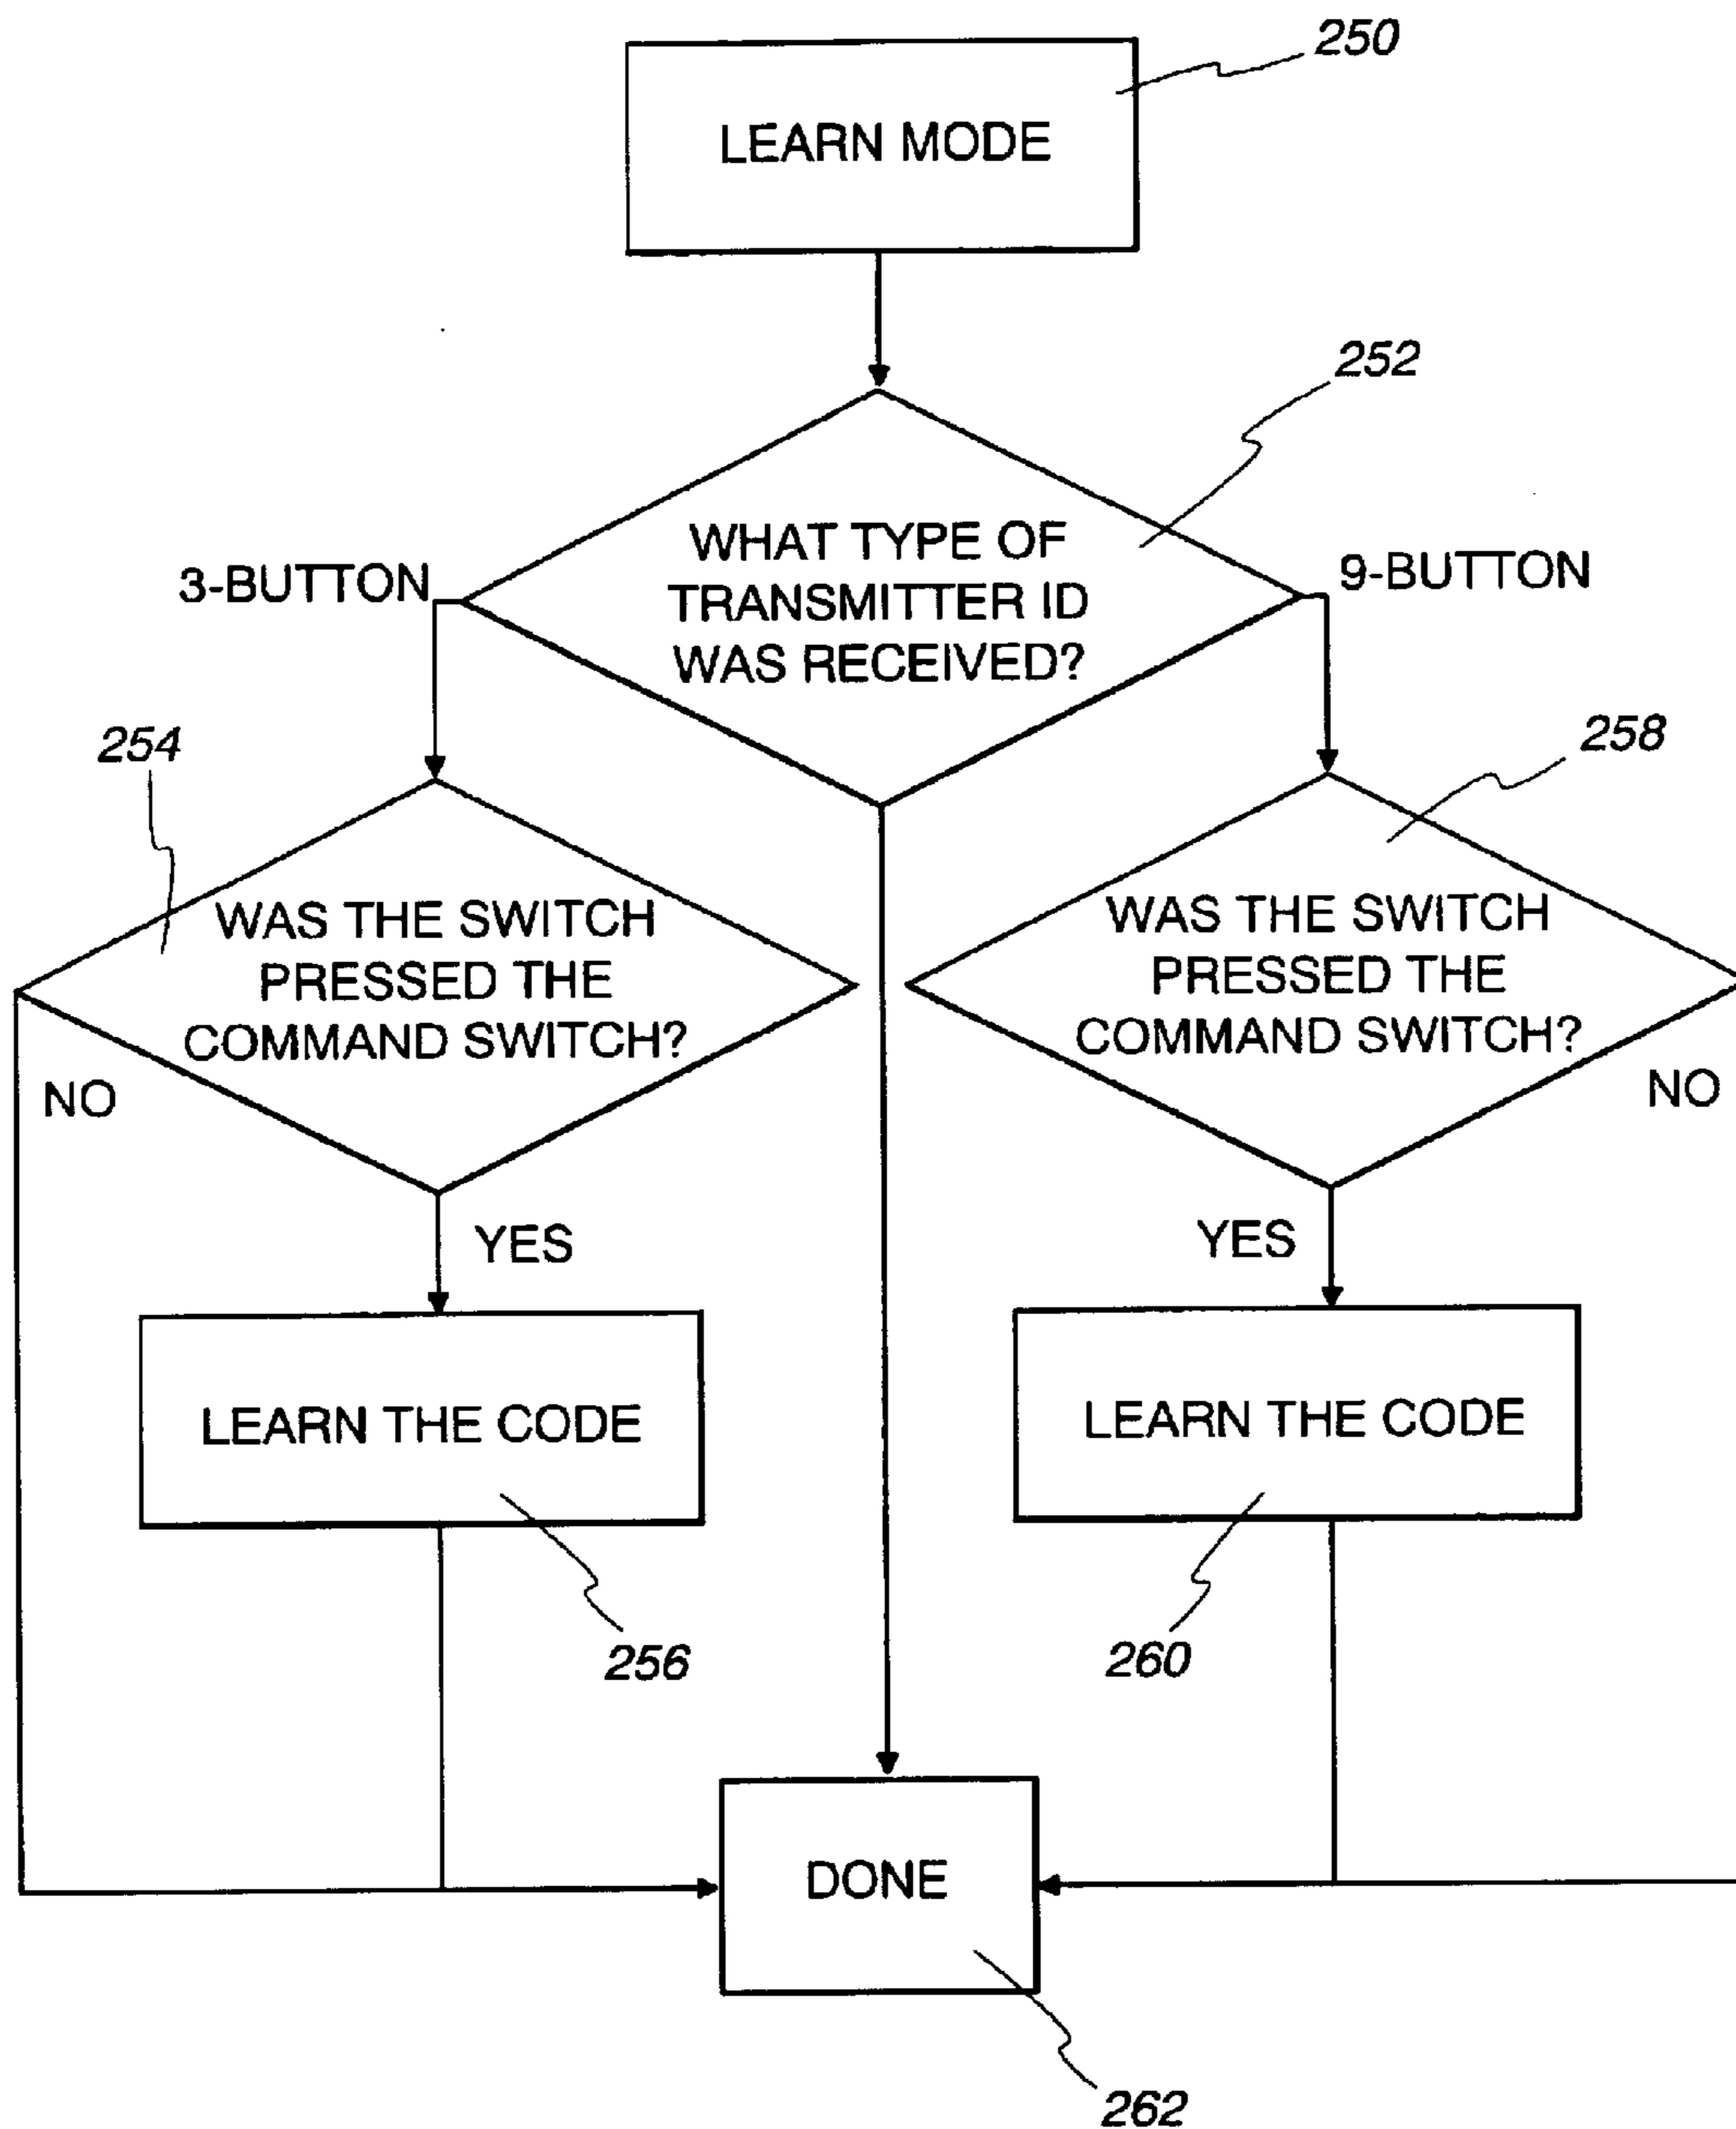 250
LEARN MODE
252
WHAT TYPE OF
TRANSMITTER ID
WAS RECEIVED?
3-BUTTON
9-BUTTON
254
258
WAS THE SWITCH
PRESSED THE
COMMAND SWITCH?
WAS THE SWITCH
PRESSED THE
COMMAND SWITCH?
NO
NO
YES
YES
LEARN THE CODE
LEARN THE CODE
256
260
DONE
262